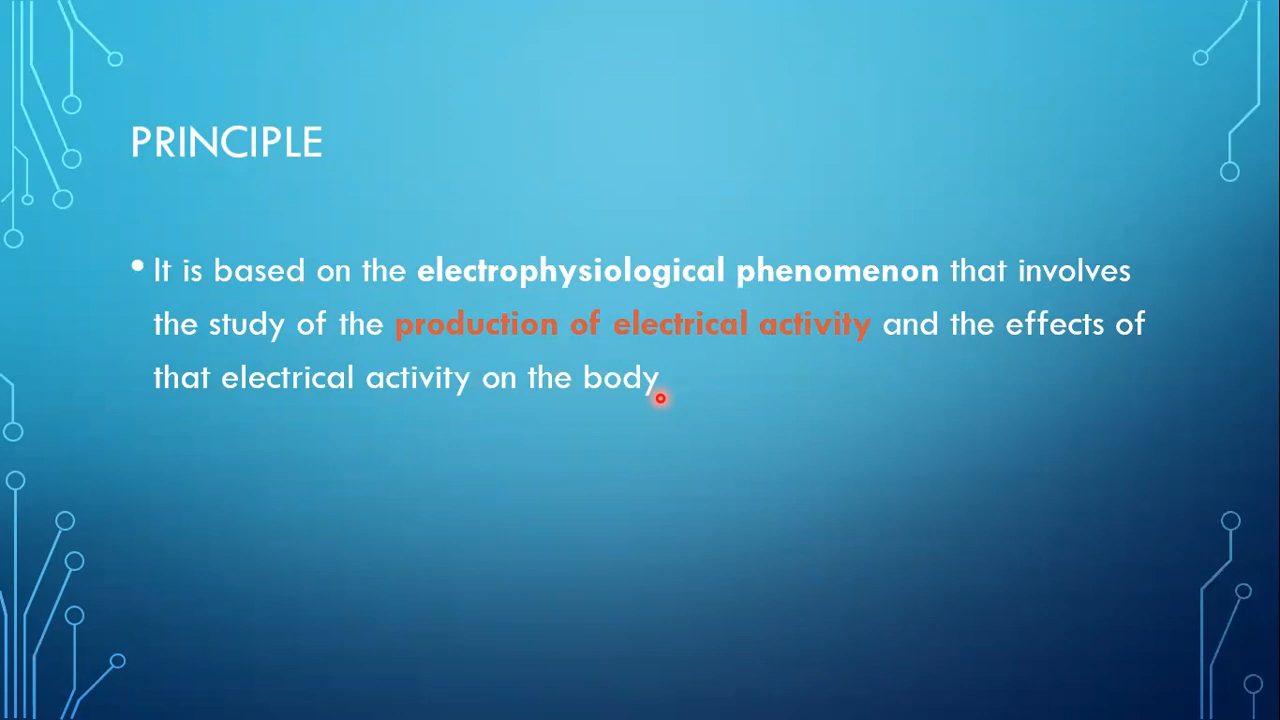 PRINCIPLE
• It is based on the electrophysiological phenomenon that involves
the study of the production of electrical activity and the effects of
that electrical activity on the body